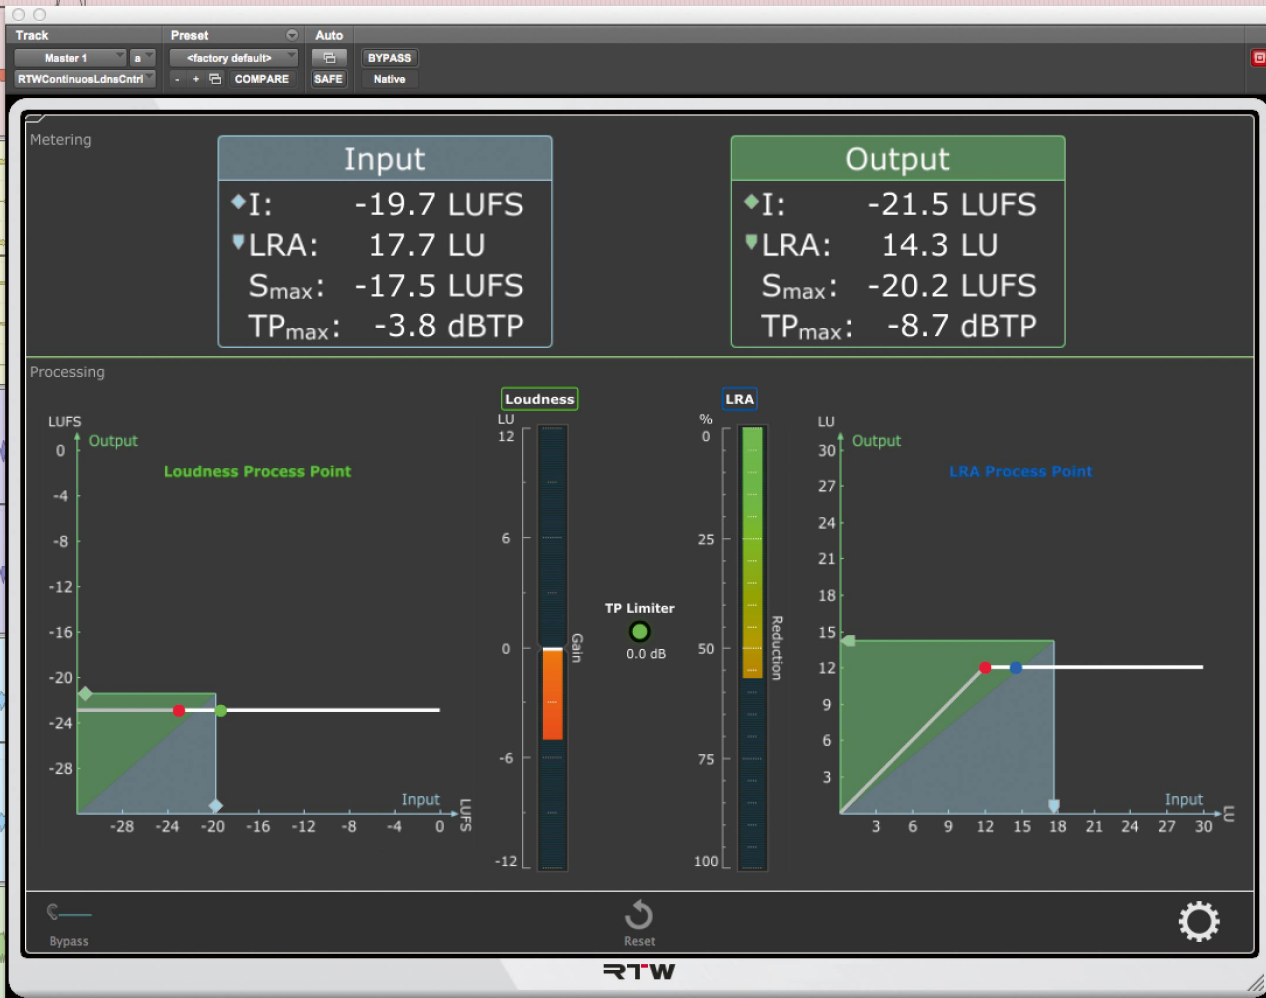 Track Preset Auto
Master 1 a <factory default> BYPASS
RTWContinuosLdnsCntrl - + COMPARE SAFE Native
Metering
Input
I: -19.7 LUFS
LRA: 17.7 LU
Smax: -17.5 LUFS
TPmax: -3.8 dBTP
Output
I: -21.5 LUFS
LRA: 14.3 LU
Smax: -20.2 LUFS
TPmax: -8.7 dBTP
Processing
LUFS
Output
Loudness Process Point
0
-4
-8
-12
-16
-20
-24
-28
Input
LUFS
-28 -24 -20 -16 -12 -8 -4 0
Loudness
LU
12
6
0
-6
-12
Gain
TP Limiter
0.0 dB
LRA
%
0
25
50
75
100
Reduction
LU
Output
LRA Process Point
30
27
24
21
18
15
12
9
6
3
Input
LU
3 6 9 12 15 18 21 24 27 30
Bypass
Reset
RTW